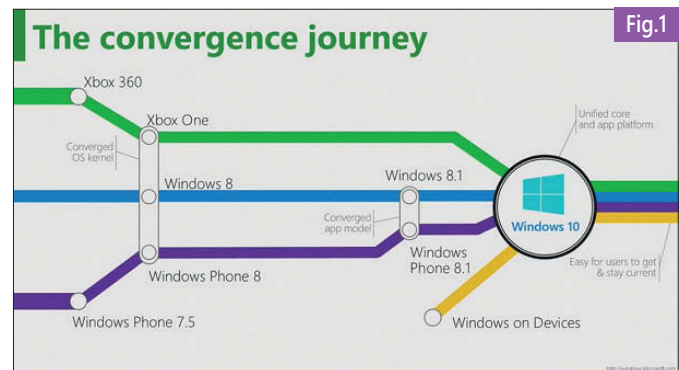 Fig.1
The convergence journey
Xbox 360
Xbox One
Unified core
and app platform
Converged
OS kernel
Windows 8
Windows 8.1
Converged
app model
Windows 10
Windows Phone 8
Windows
Phone 8.1
Easy for users to get
& stay current
Windows Phone 7.5
Windows on Devices